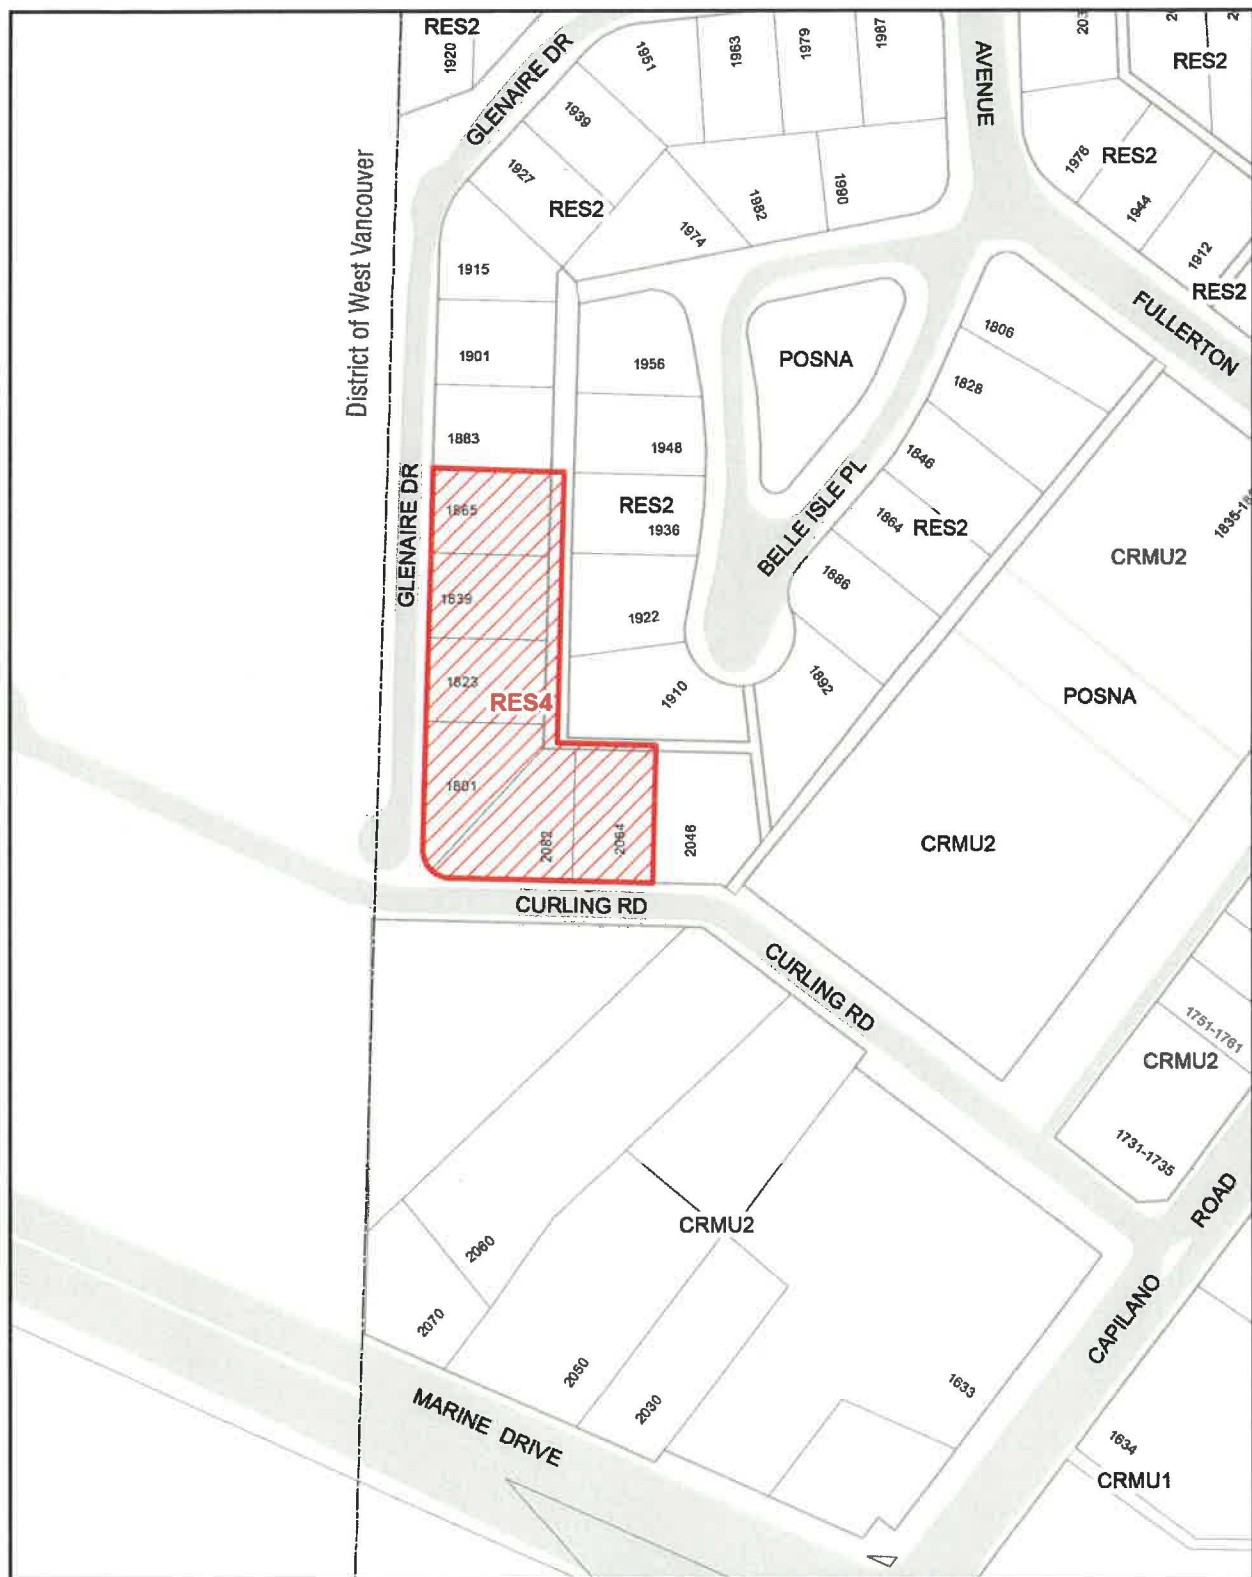 RES2
1920
GLENAIRE DR
1951
1963
1979
1987
AVENUE
RES2
1939
1927
RES2
1974
1982
1990
1976
RES2
1944
1912
RES2
FULLERTON
District of West Vancouver
1915
1901
1883
1956
1948
POSNA
1806
1828
1846
1864
RES2
1886
1892
BELLE ISLE PL
GLENAIRE DR
1865
1839
1823
RES4
1801
2082
2064
2046
RES2
1936
1922
1910
CRMU2
POSNA
CRMU2
CURLING RD
CURLING RD
1751-1761
CRMU2
1731-1735
CAPILANO ROAD
CRMU2
2060
2070
2050
2030
1633
MARINE DRIVE
1634
CRMU1